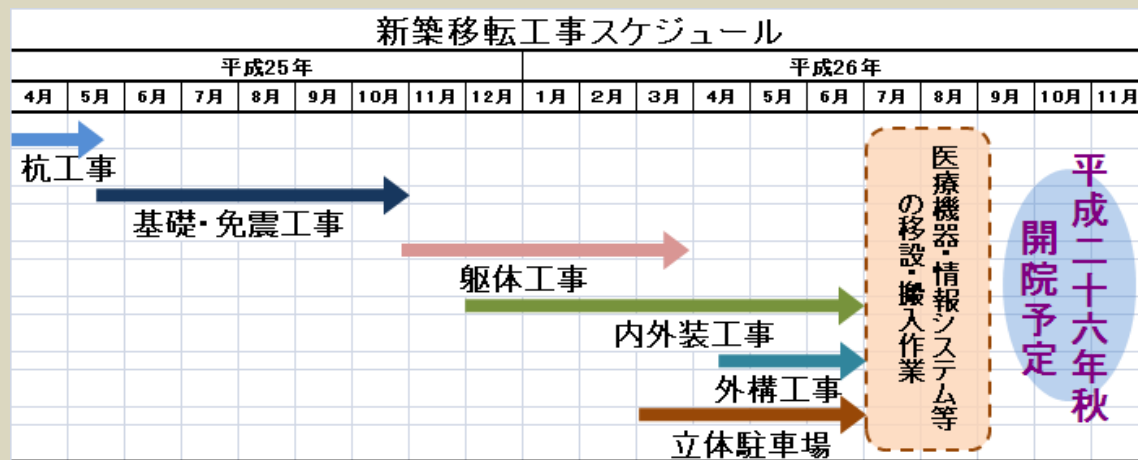 新築移転工事スケジュール
平成25年 平成26年
4月 5月 6月 7月 8月 9月 10月 11月 12月 1月 2月 3月 4月 5月 6月 7月 8月 9月 10月 11月
杭工事
基礎・免震工事
躯体工事
内外装工事
外構工事
立体駐車場
医療機器・情報システム等
の移設・搬入作業
平成二十六年秋
開院予定